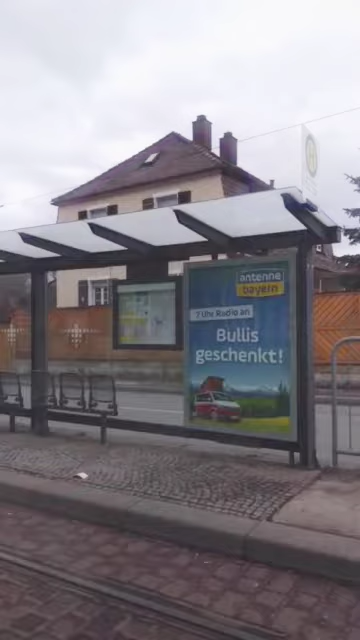 antenne
bayern
7 Uhr Radio an
Bullis
geschenkt!
H